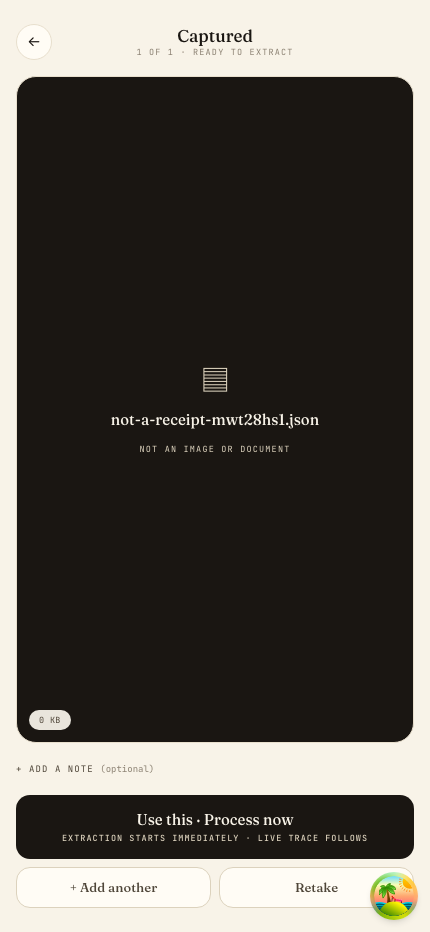 ←
Captured
1 OF 1 · READY TO EXTRACT
not-a-receipt-mwt28hs1.json
NOT AN IMAGE OR DOCUMENT
0 KB
+ ADD A NOTE (optional)
Use this · Process now
EXTRACTION STARTS IMMEDIATELY · LIVE TRACE FOLLOWS
+ Add another
Retake